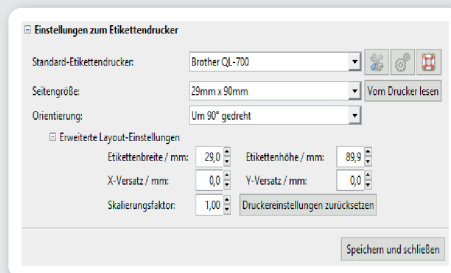 Einstellungen zum Etikettendrucker
Standard-Etikettendrucker: Brother QL-700
Seitengröße: 29mm x 90mm Vom Drucker lesen
Orientierung: Um 90° gedreht
Erweiterte Layout-Einstellungen
Etikettenbreite / mm: 29,0 Etikettenhöhe / mm: 89,9
X-Versatz / mm: 0,0 Y-Versatz / mm: 0,0
Skalierungsfaktor: 1,00 Druckereinstellungen zurücksetzen
Speichern und schließen